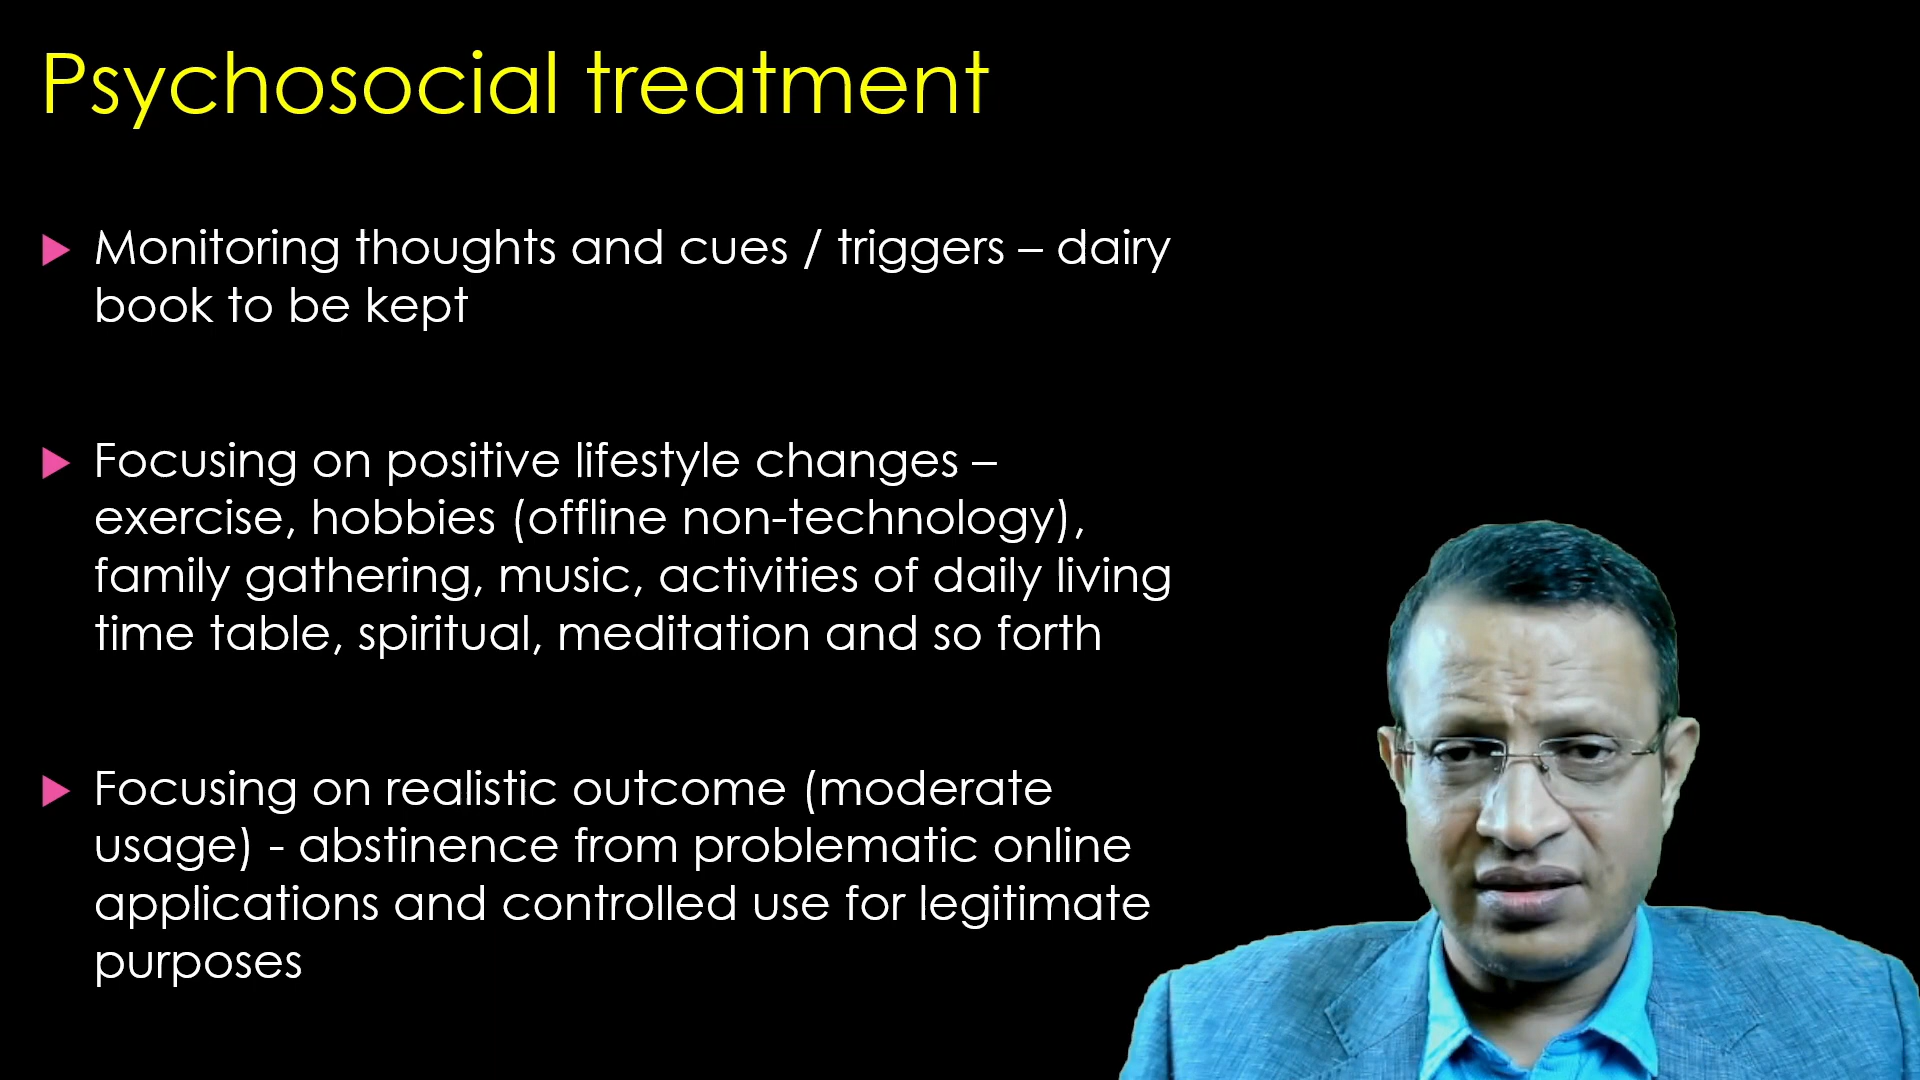 Psychosocial treatment
Monitoring thoughts and cues / triggers – dairy
book to be kept
Focusing on positive lifestyle changes –
exercise, hobbies (offline non-technology),
family gathering, music, activities of daily living
time table, spiritual, meditation and so forth
Focusing on realistic outcome (moderate
usage) - abstinence from problematic online
applications and controlled use for legitimate
purposes